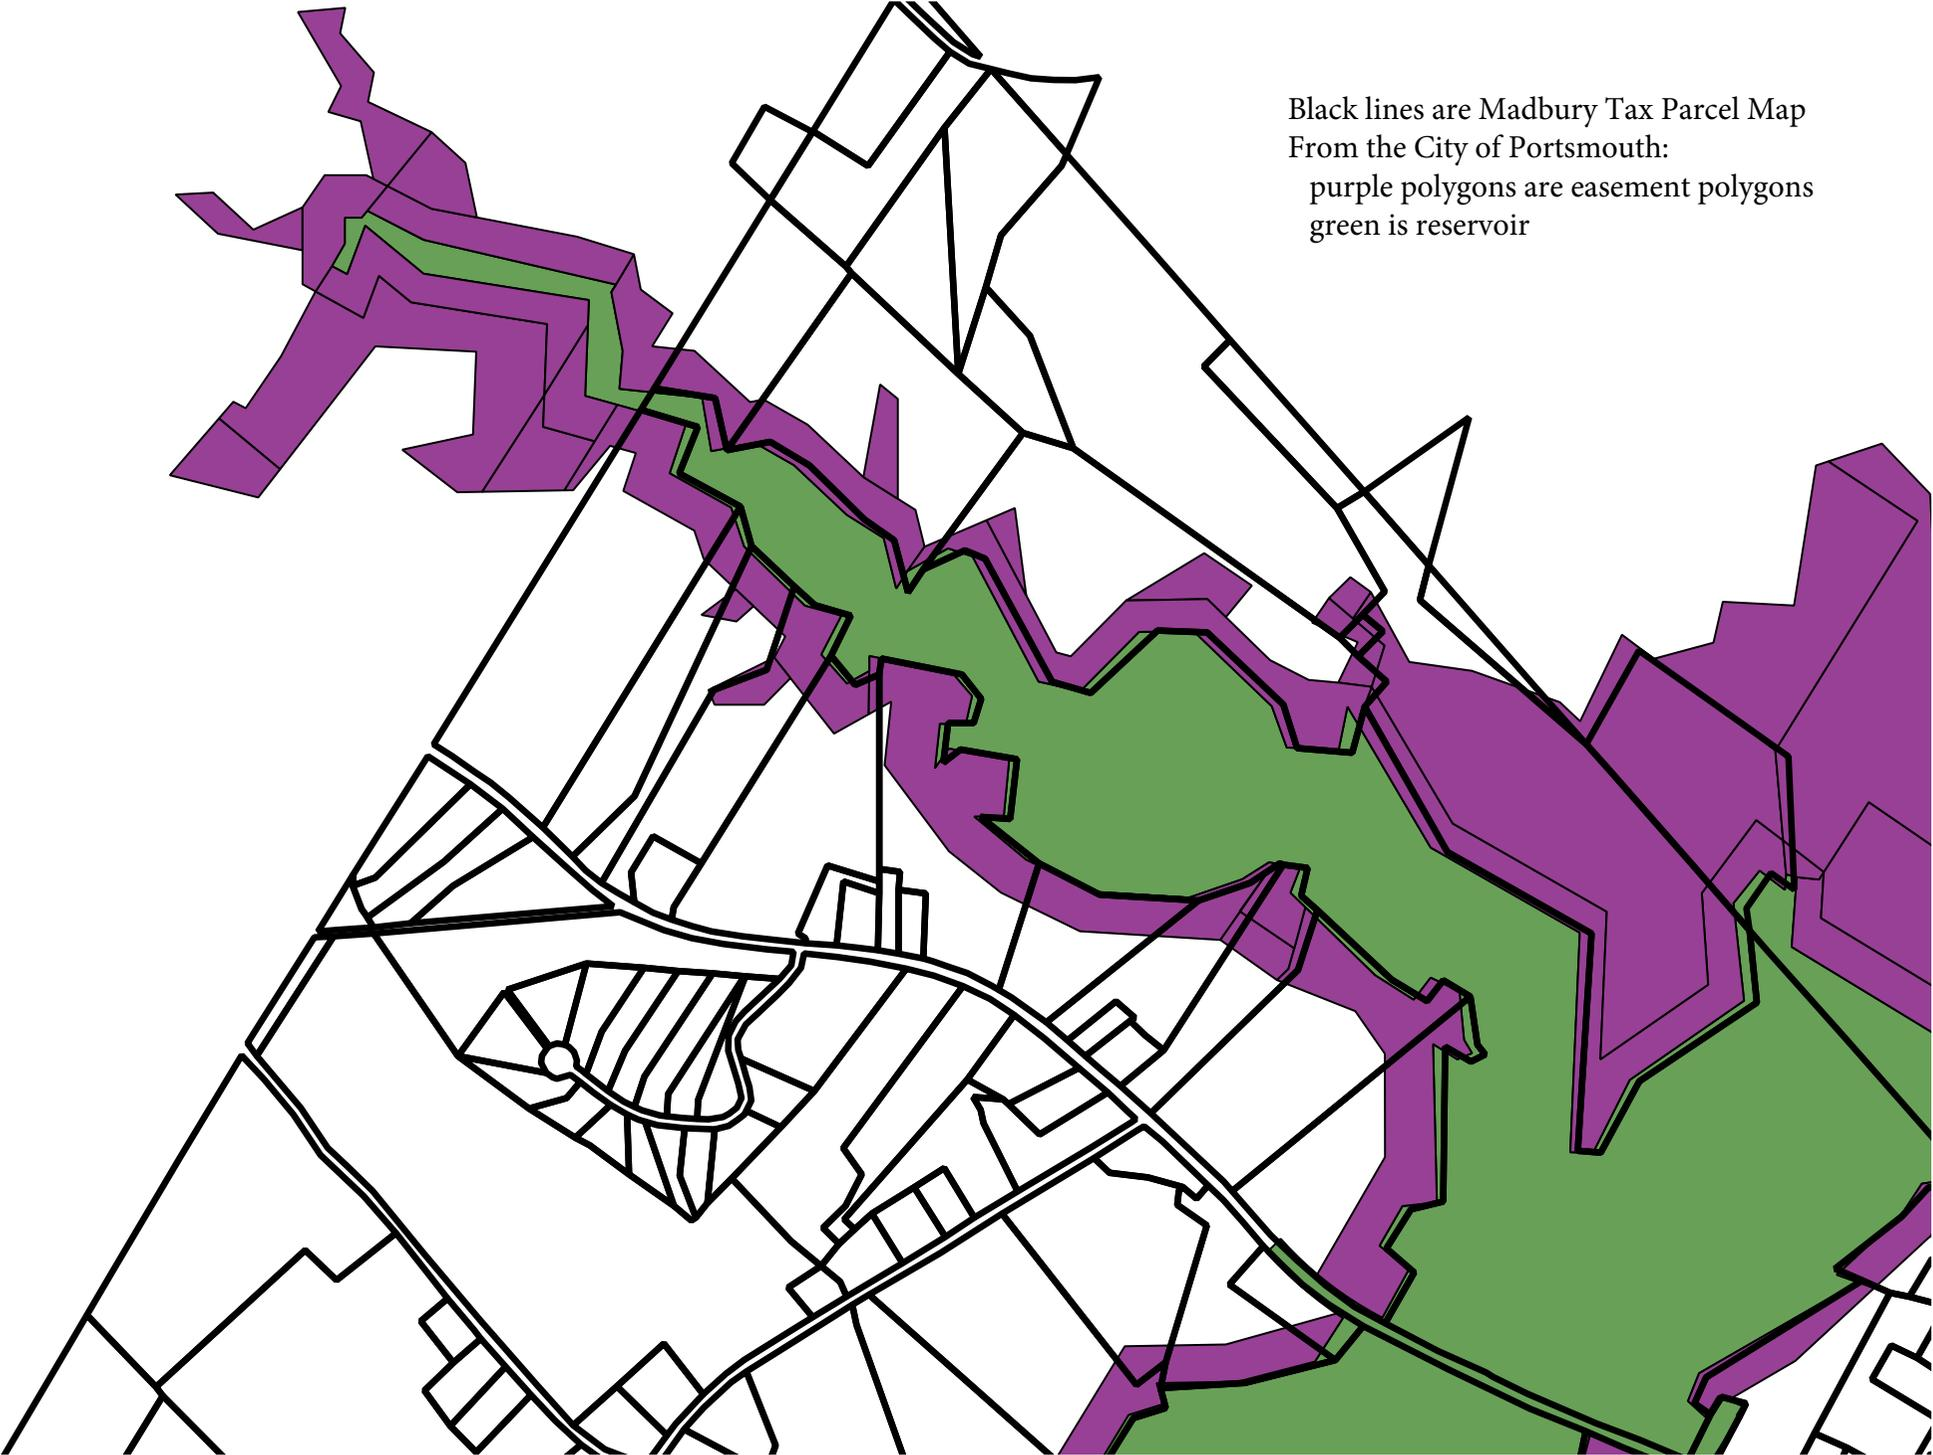 Black lines are Madbury Tax Parcel Map
From the City of Portsmouth:
purple polygons are easement polygons
green is reservoir